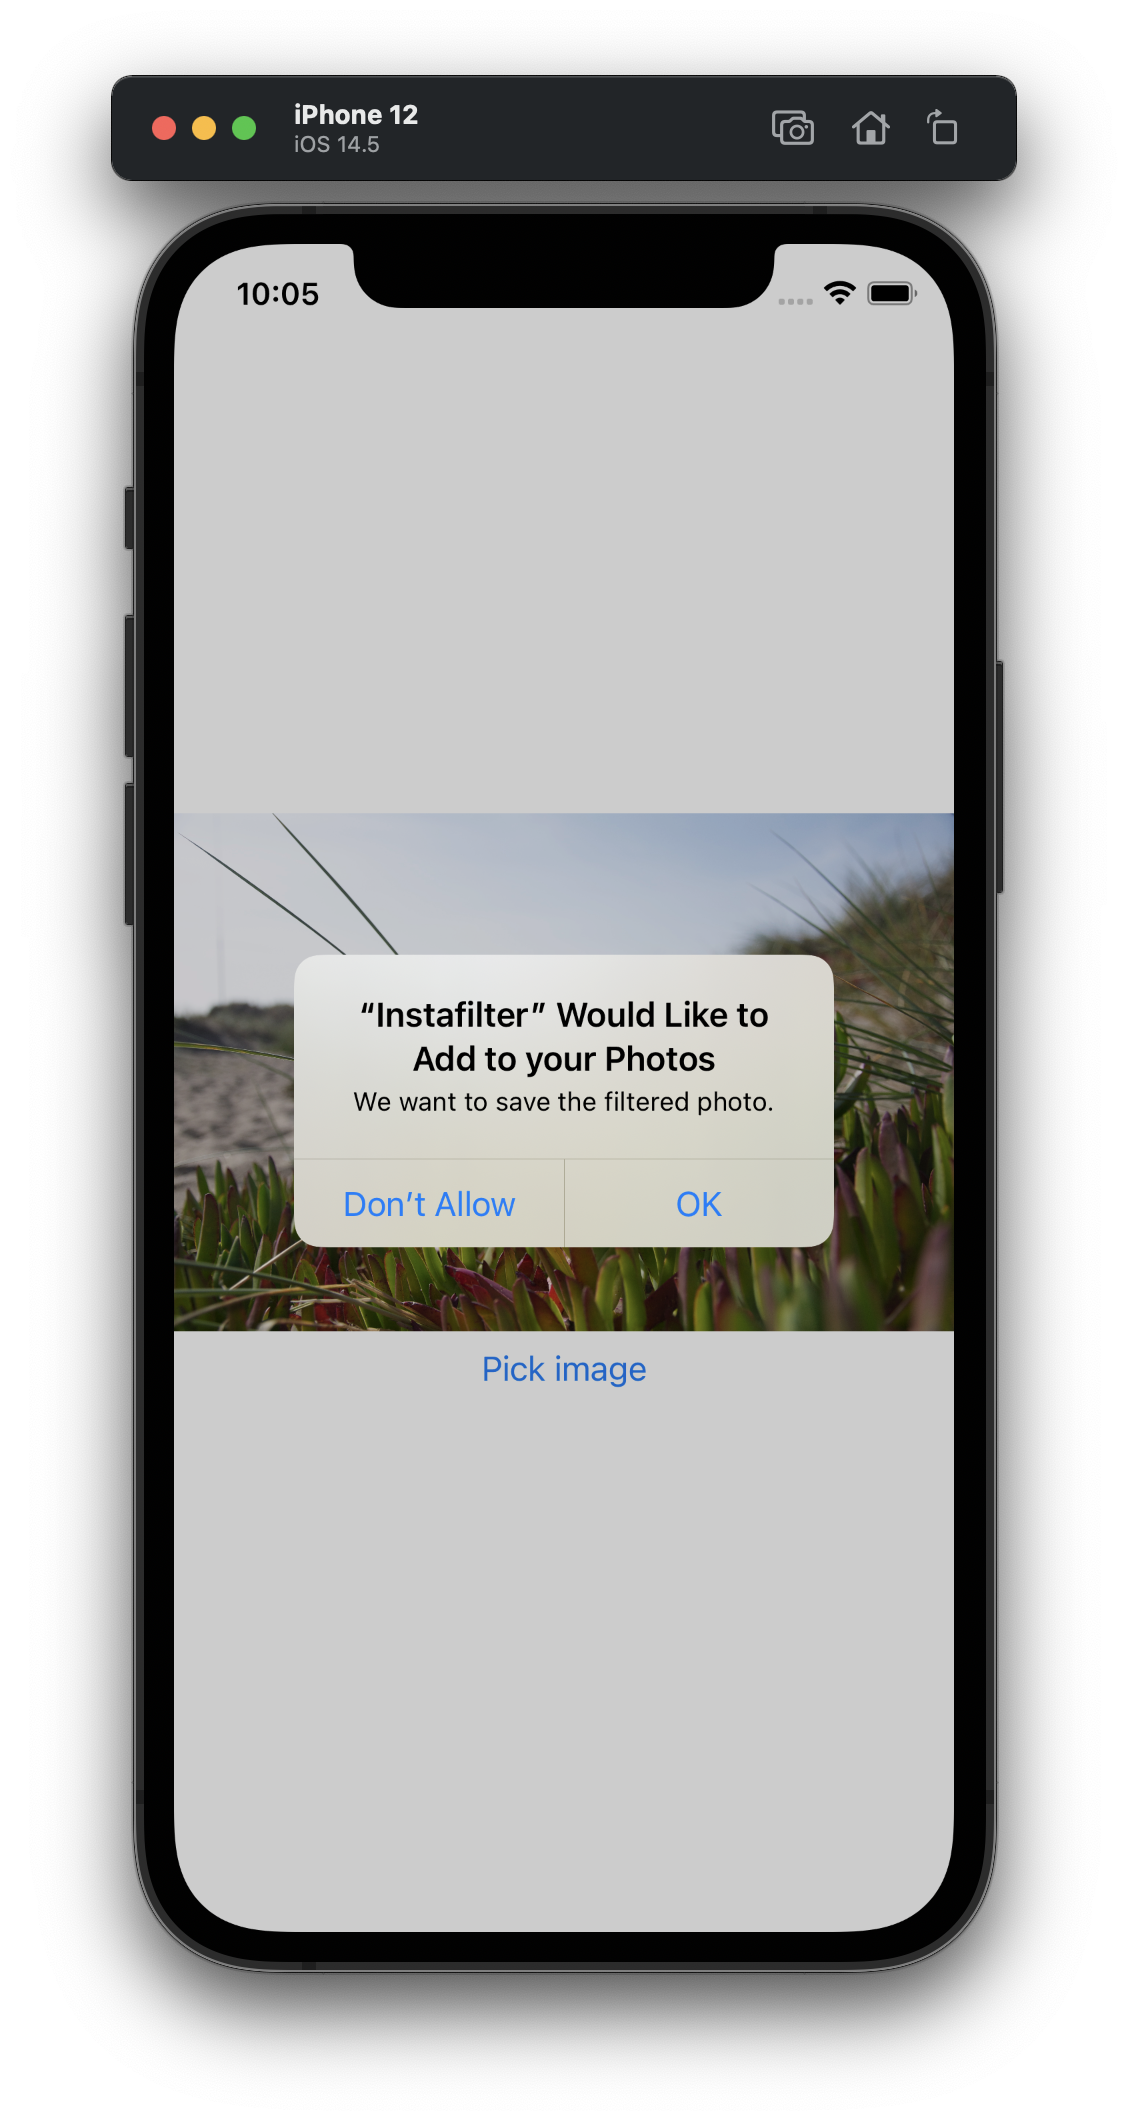 iPhone 12
iOS 14.5
10:05
“Instafilter” Would Like to
Add to your Photos
We want to save the filtered photo.
Don’t Allow
OK
Pick image